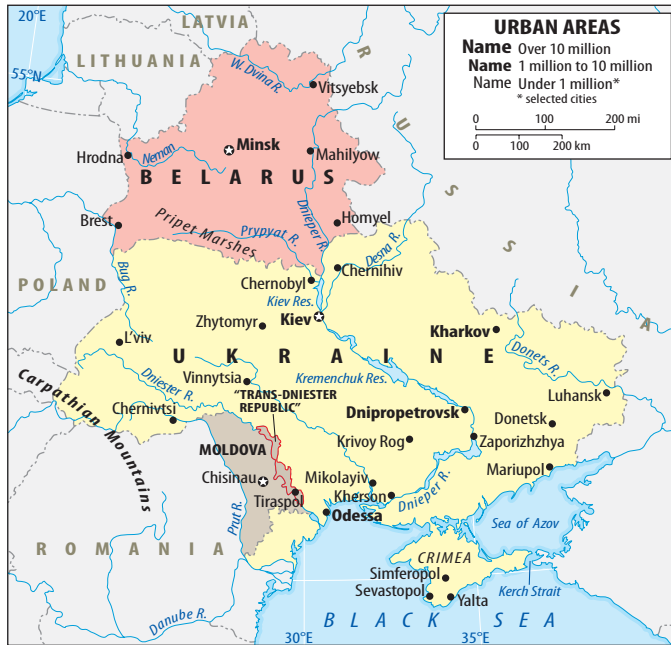 20°E
LATVIA
LITHUANIA
55°N
W. Dvina R.
Vitsyebsk
RUSSIA
URBAN AREAS
Name Over 10 million
Name 1 million to 10 million
Name Under 1 million*
* selected cities
0 100 200 mi
0 100 200 km
Hrodna
Neman
Minsk
Mahilyow
BELARUS
Dnieper R.
Brest
Pripet Marshes
Prypyat R.
Homyel
Desna R.
Chernihiv
POLAND
Bug R.
Chernobyl
Kiev Res.
Kiev
Zhytomyr
Kharkov
L'viv
UKRAINE
Donets R.
Dniester R.
Vinnytsia
Kremenchuk Res.
"TRANS-DNIESTER
REPUBLIC"
Luhansk
Carpathian Mountains
Chernivtsi
Dnipropetrovsk
Donetsk
MOLDOVA
Krivoy Rog
Zaporizhzhya
Chisinau
Mikolayiv
Mariupol
Tiraspol
Kherson
Dnieper R.
Prut R.
Odessa
Sea of Azov
ROMANIA
CRIMEA
Simferopol
Sevastopol
Yalta
Kerch Strait
Danube R.
30°E
BLACK SEA
35°E